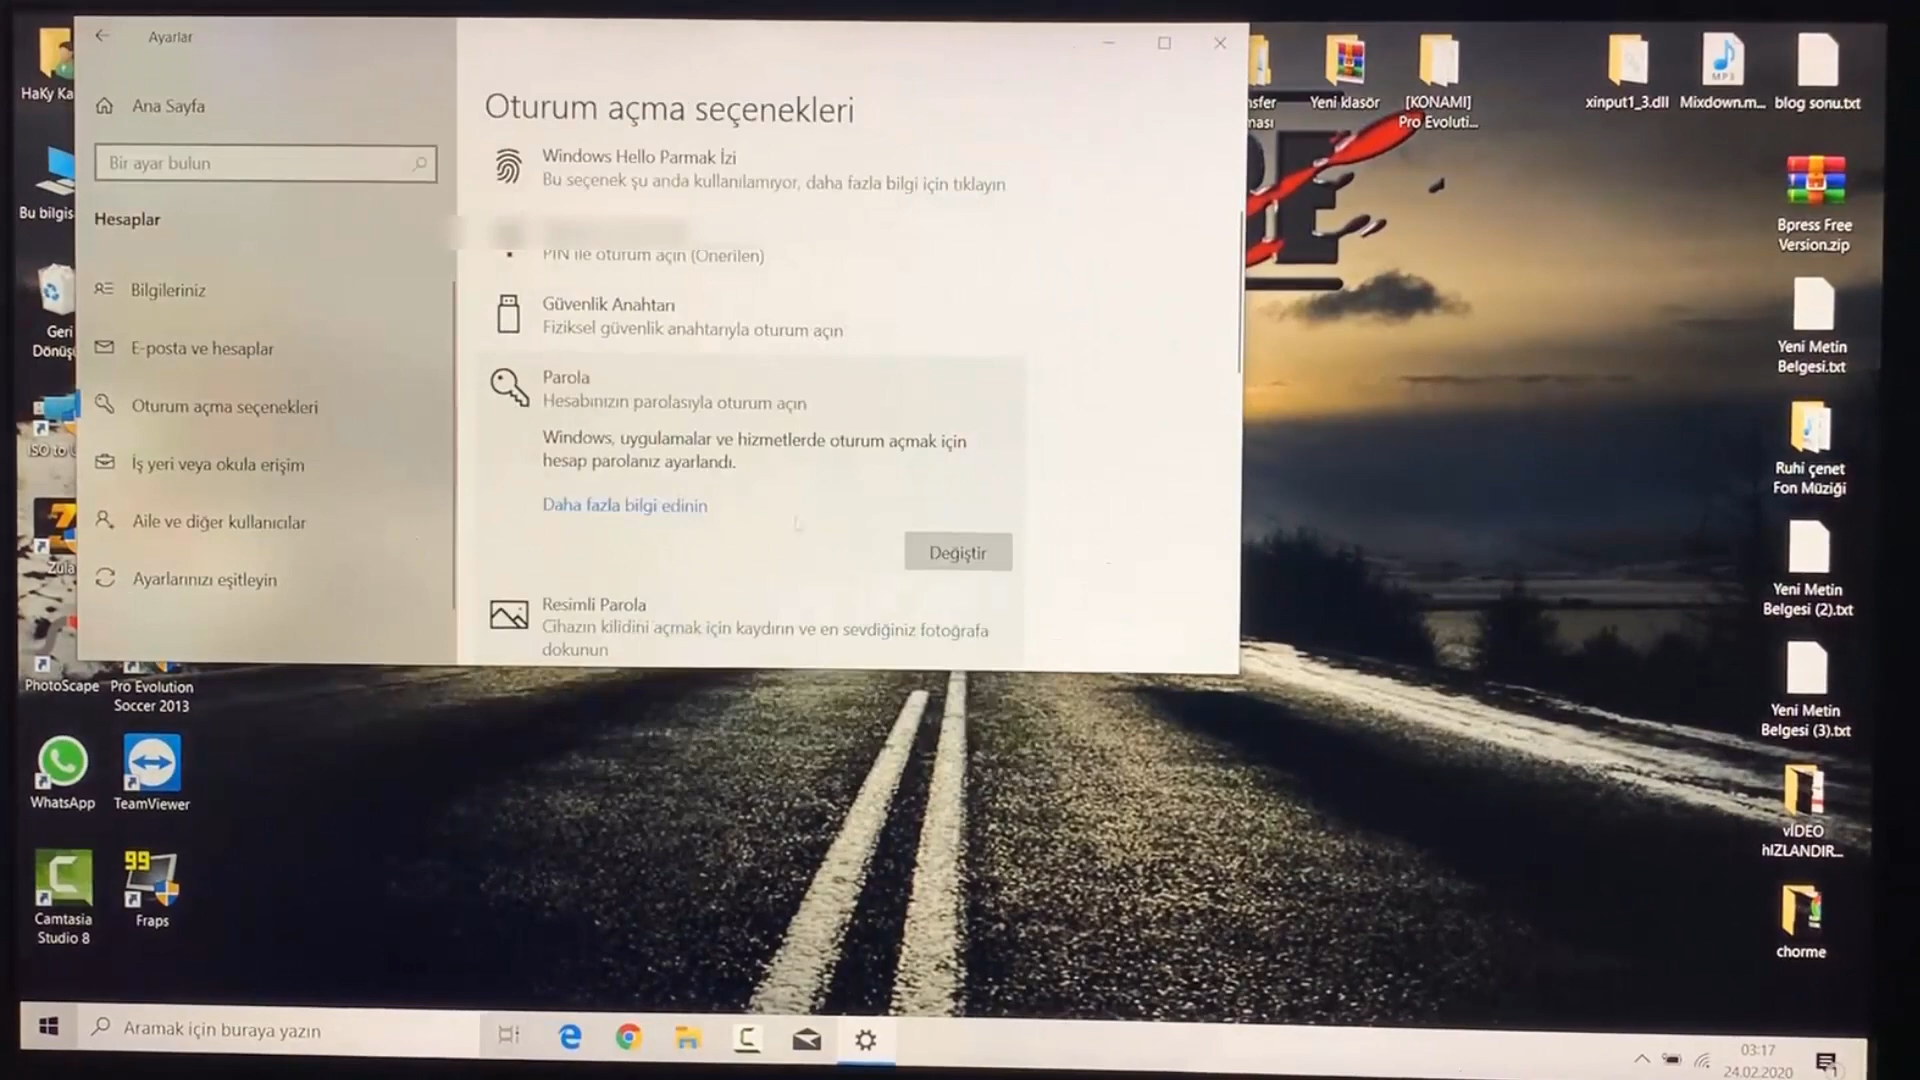 Ayarlar
Ana Sayfa
Bir ayar bulun
Hesaplar
Bilgileriniz
E-posta ve hesaplar
Oturum açma seçenekleri
İş yeri veya okula erişim
Aile ve diğer kullanıcılar
Ayarlarınızı eşitleyin
Oturum açma seçenekleri
Windows Hello Parmak İzi
Bu seçenek şu anda kullanılamıyor, daha fazla bilgi için tıklayın
PIN ile oturum açın (Önerilen)
Güvenlik Anahtarı
Fiziksel güvenlik anahtarıyla oturum açın
Parola
Hesabınızın parolasıyla oturum açın
Windows, uygulamalar ve hizmetlerde oturum açmak için
hesap parolanız ayarlandı.
Daha fazla bilgi edinin
Değiştir
Resimli Parola
Cihazın kilidini açmak için kaydırın ve en sevdiğiniz fotoğrafa
dokunun
HaKy Ka
Bu bilgis
Geri
Dönüşü
ISO to U
Zula
PhotoScape
Pro Evolution
Soccer 2013
WhatsApp
TeamViewer
Camtasia
Studio 8
99
Fraps
nsfer
ması
Yeni klasör
[KONAMI]
Pro Evoluti...
xinput1_3.dll
MP3
Mixdown.m...
blog sonu.txt
Bpress Free
Version.zip
Yeni Metin
Belgesi.txt
Ruhi çenet
Fon Müziği
Yeni Metin
Belgesi (2).txt
Yeni Metin
Belgesi (3).txt
vİDEO
hIZLANDIR...
chorme
Aramak için buraya yazın
03:17
24.02.2020